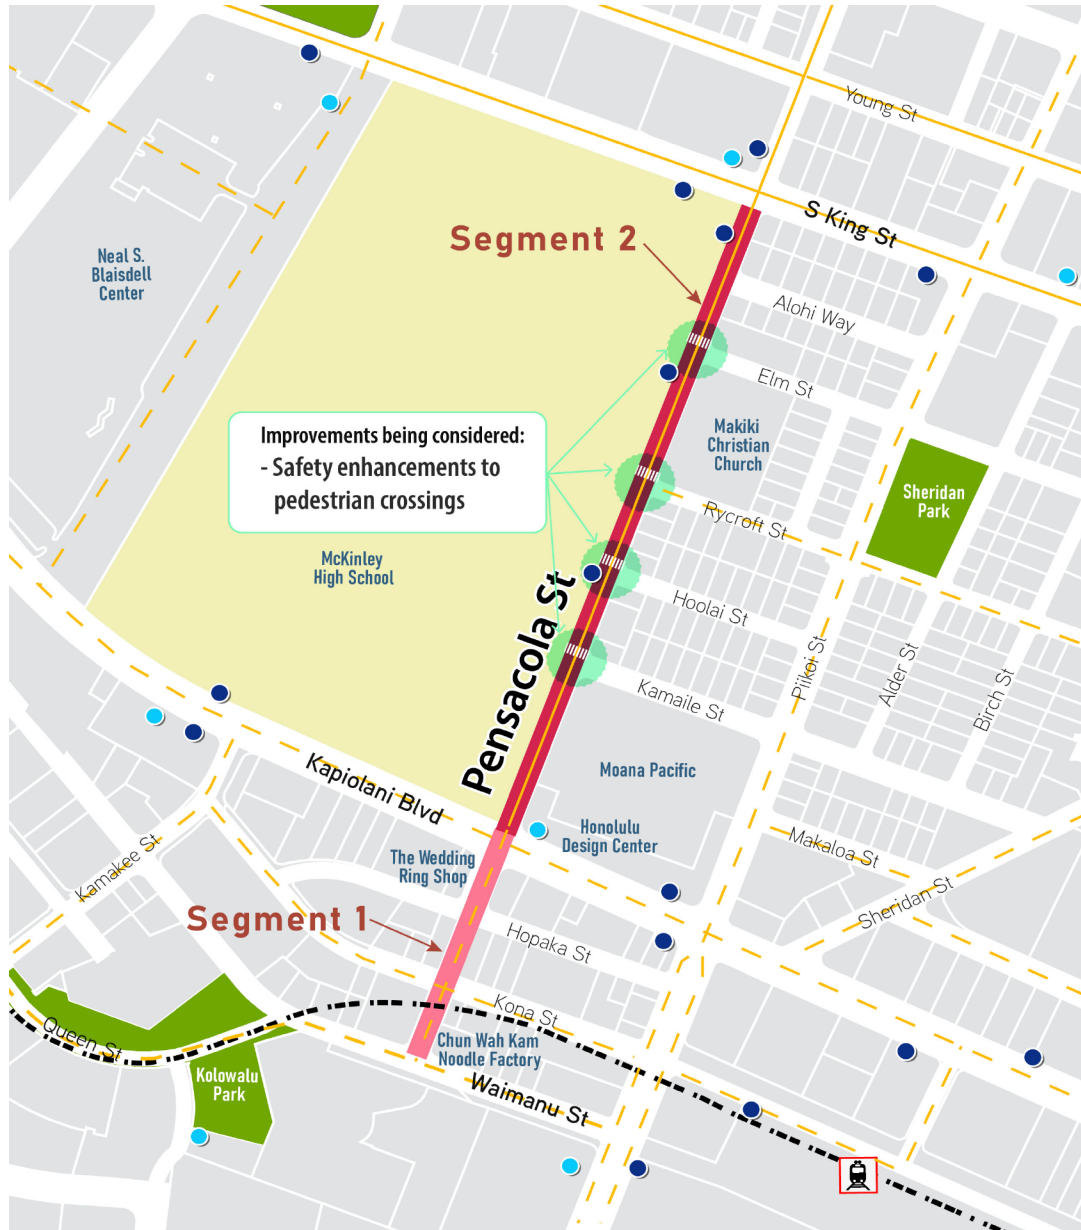 Young St
S King St
Segment 2
Neal S.
Blaisdell
Center
Alohi Way
Elm St
Improvements being considered:
- Safety enhancements to
pedestrian crossings
Makiki
Christian
Church
Sheridan
Park
Rycroft St
McKinley
High School
Hoolai St
Pensacola St
Piikoi St
Alder St
Birch St
Kamaile St
Moana Pacific
Kapiolani Blvd
Honolulu
Design Center
Makaloa St
Kamakee St
The Wedding
Ring Shop
Sheridan St
Segment 1
Hopaka St
Kona St
Queen St
Chun Wah Kam
Noodle Factory
Kolowalu
Park
Waimanu St